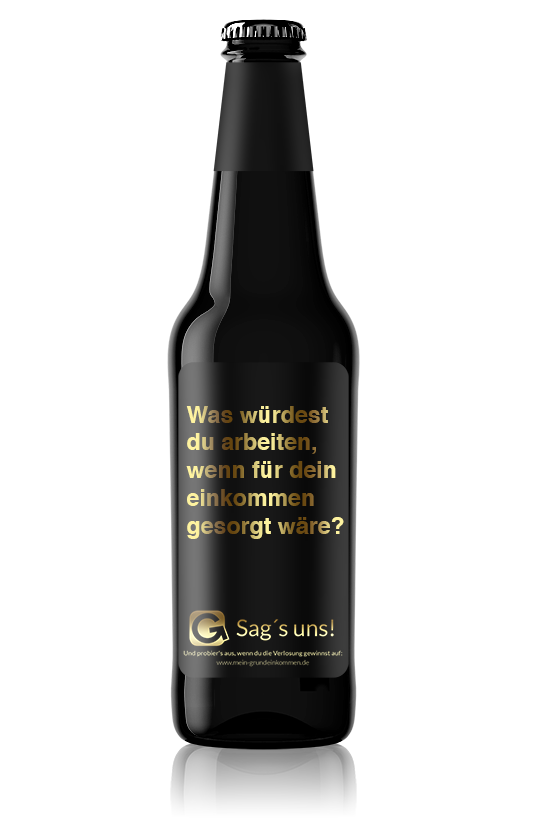 Was würdest
du arbeiten,
wenn für dein
einkommen
gesorgt wäre?
G Sag´s uns!
Und probier's aus, wenn du die Verlosung gewinnst auf:
www.mein-grundeinkommen.de